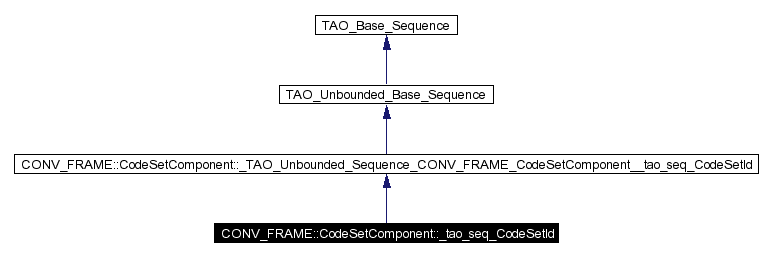 TAO_Base_Sequence
TAO_Unbounded_Base_Sequence
CONV_FRAME::CodeSetComponent::_TAO_Unbounded_Sequence_CONV_FRAME_CodeSetComponent__tao_seq_CodeSetId
CONV_FRAME::CodeSetComponent::_tao_seq_CodeSetId